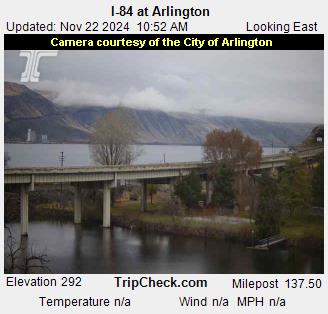 I-84 at Arlington
Updated: Nov 22 2024 10:52 AM Looking East
Camera courtesy of the City of Arlington
Elevation 292 TripCheck.com Milepost 137.50
Temperature n/a Wind n/a MPH n/a